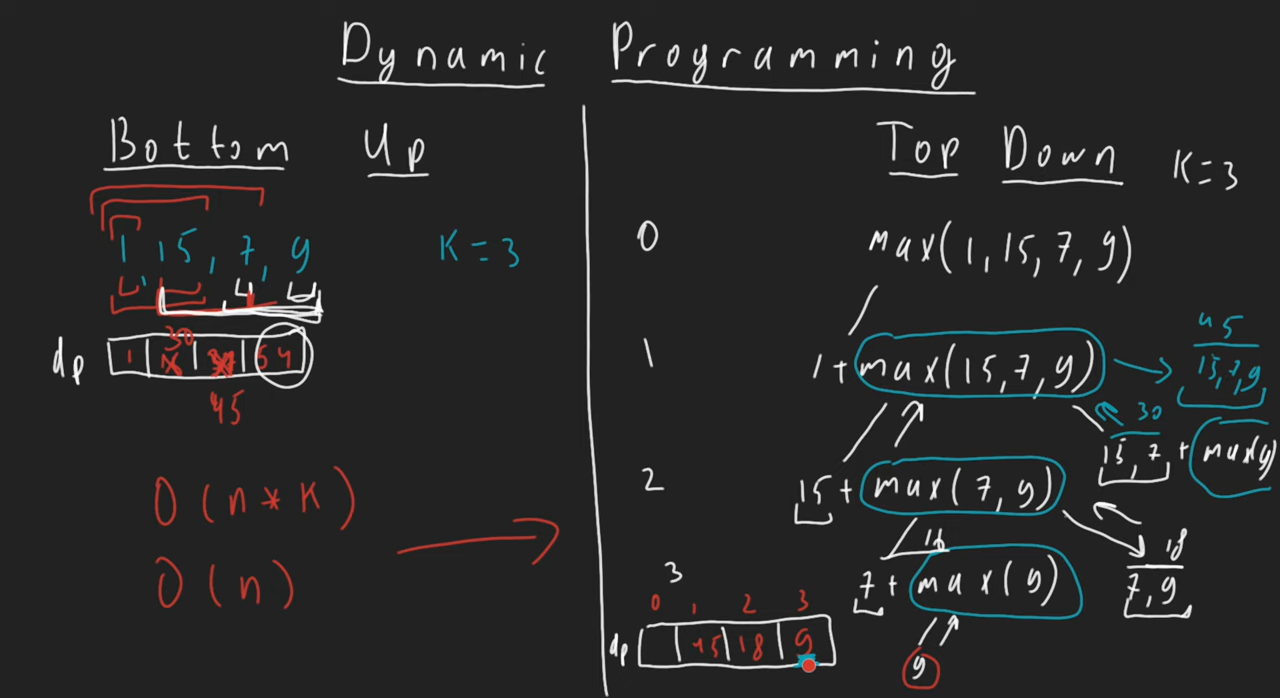 Dynamic Programming
Bottom Up
1, 15, 7, 9
K = 3
30
dp 1 54
45
O (n * K)
O (n)
Top Down K = 3
0 max(1, 15, 7, 9)
45
1 1 + max(15, 7, 9) 15, 7, 9
30
15, 7 + max(9)
2 15 + max(7, 9)
16 18
3 7 + max(9) 7, 9
0 1 2 3
dp 45 18 9
9